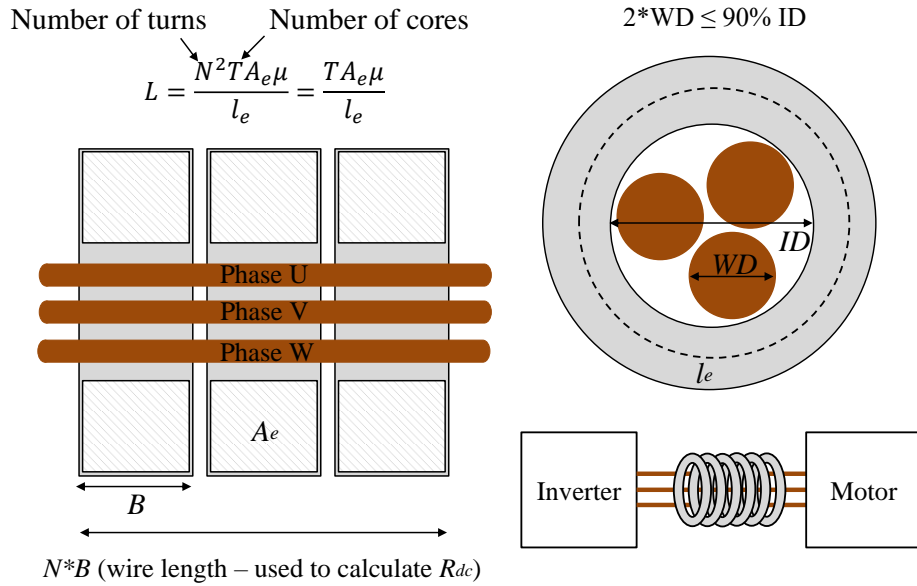 Number of turns Number of cores
L = N²TAₑμ / lₑ = TAₑμ / lₑ
2*WD ≤ 90% ID
Phase U
Phase V
Phase W
Ae
B
N*B (wire length – used to calculate Rdc)
ID
WD
le
Inverter
Motor